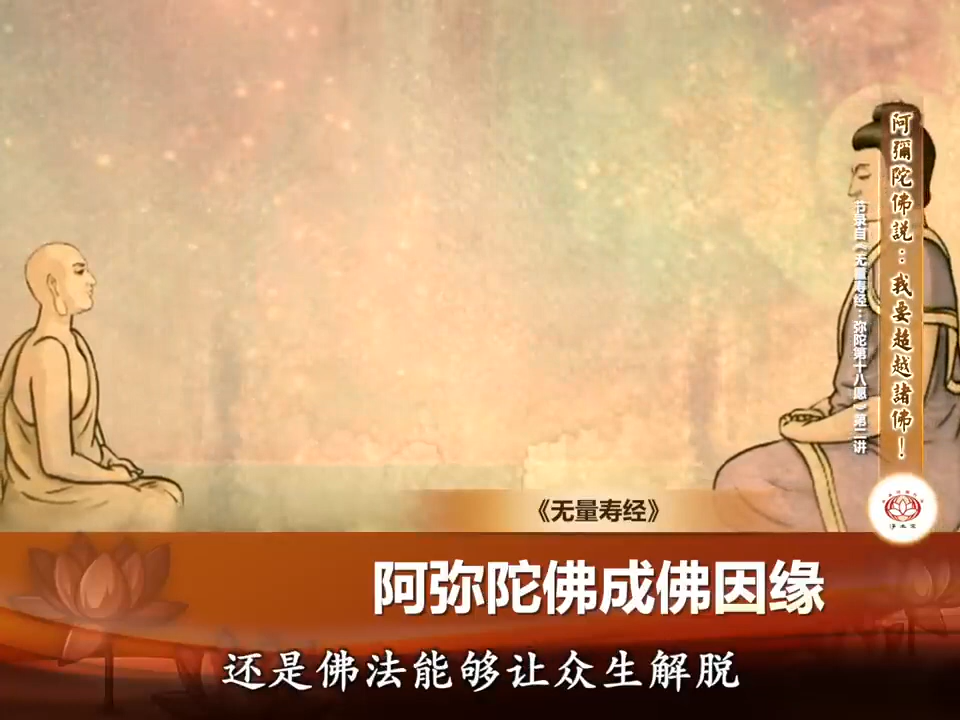 阿彌陀佛説：我要超越諸佛！
节录自《无量寿经：弥陀第十八愿》第二讲
《无量寿经》
阿弥陀佛成佛因缘
还是佛法能够让众生解脱